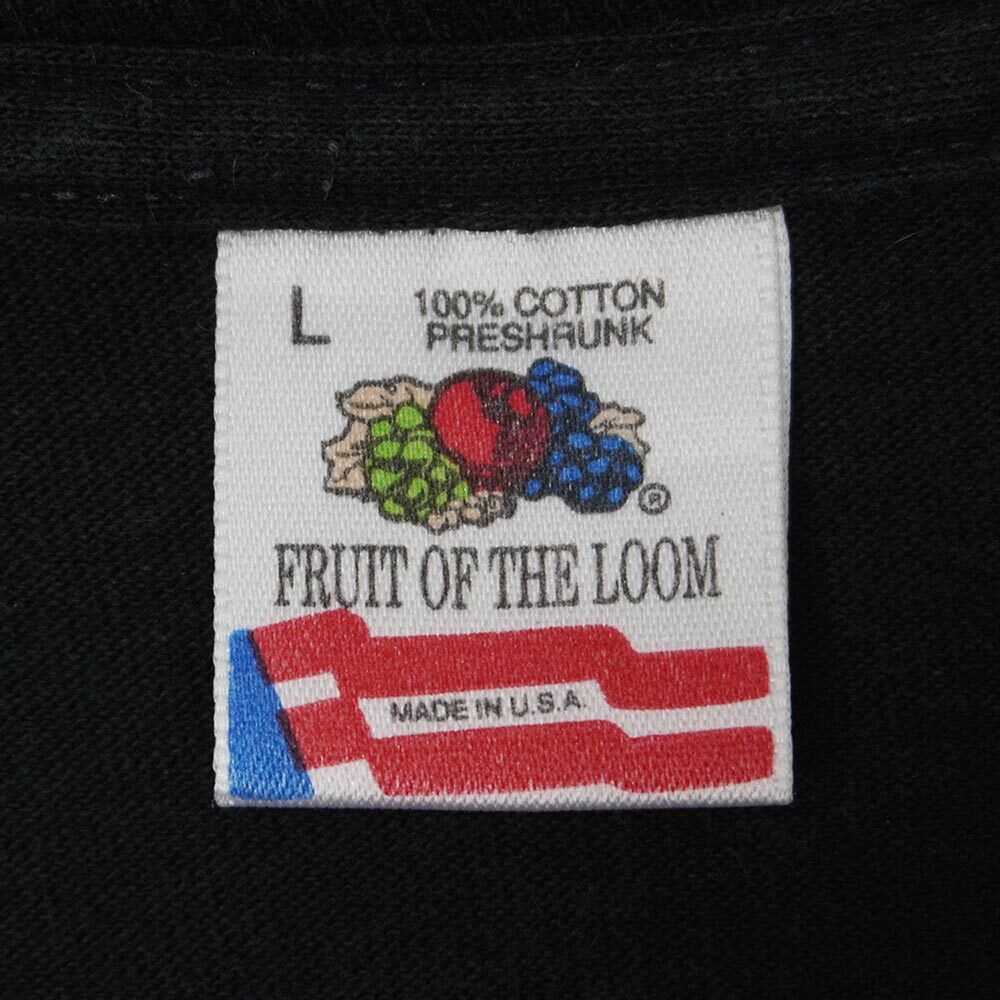 L
100% COTTON
PRESHRUNK
®
FRUIT OF THE LOOM
MADE IN U.S.A.